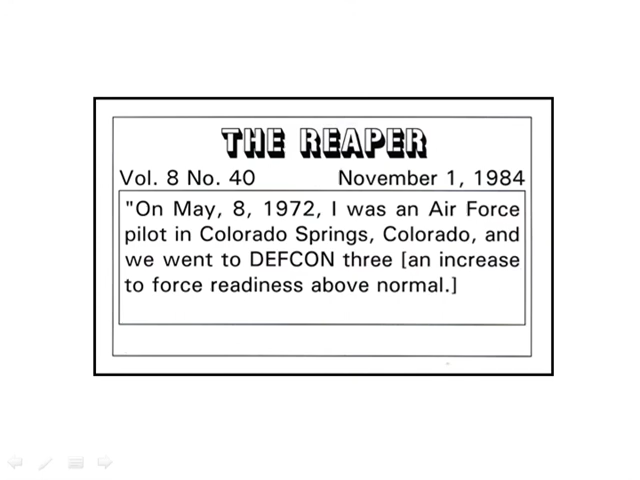 THE REAPER
Vol. 8 No. 40 November 1, 1984
"On May, 8, 1972, I was an Air Force
pilot in Colorado Springs, Colorado, and
we went to DEFCON three [an increase
to force readiness above normal.]